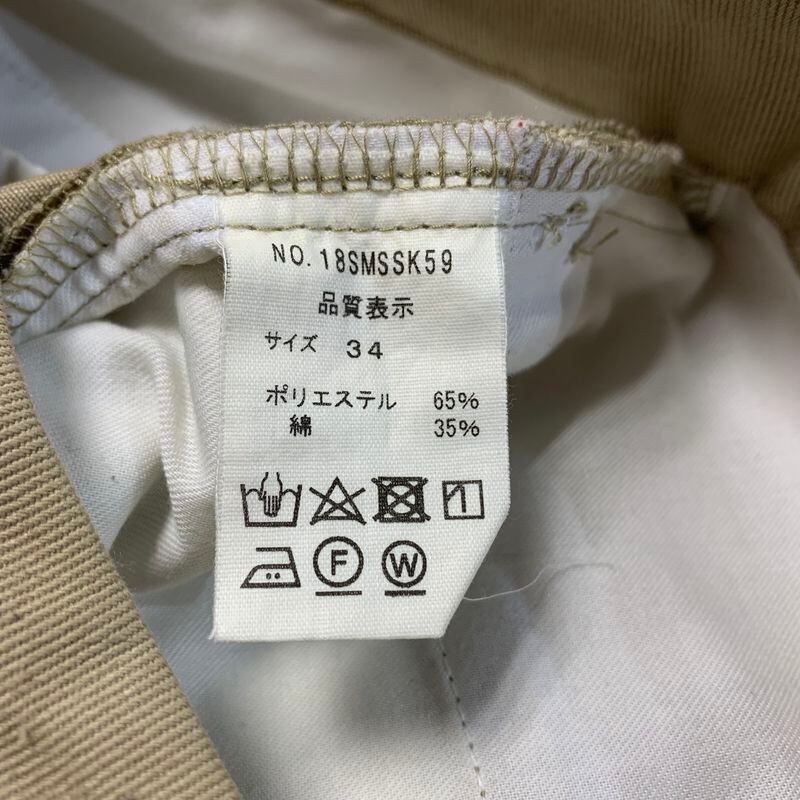 NO.18SMSSK59
品質表示
サイズ 34
ポリエステル 65%
綿 35%
F W